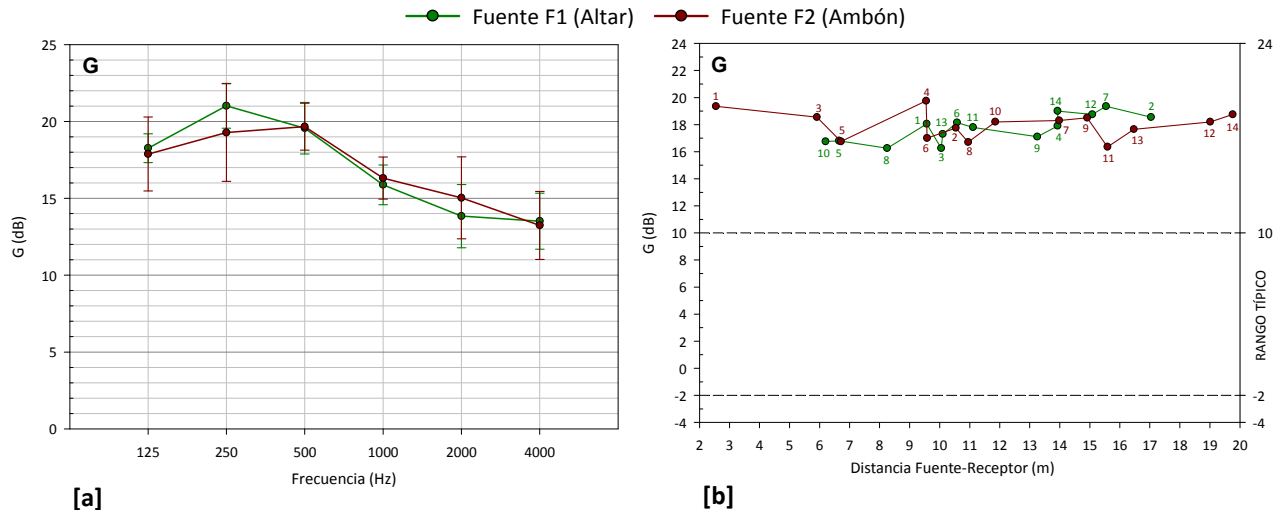 Fuente F1 (Altar) Fuente F2 (Ambón)
G
25
20
15
10
5
0
G (dB)
125 250 500 1000 2000 4000
Frecuencia (Hz)
[a]
G
24
22
20
18
16
14
12
10
8
6
4
2
0
-2
-4
G (dB)
1 3 5 4 6 2 8 10 7 9 11 13 12 14
10 5 8 1 3 13 6 11 9 4 14 12 7 2
24
10
-2
-4
RANGO TÍPICO
2 3 4 5 6 7 8 9 10 11 12 13 14 15 16 17 18 19 20
Distancia Fuente-Receptor (m)
[b]